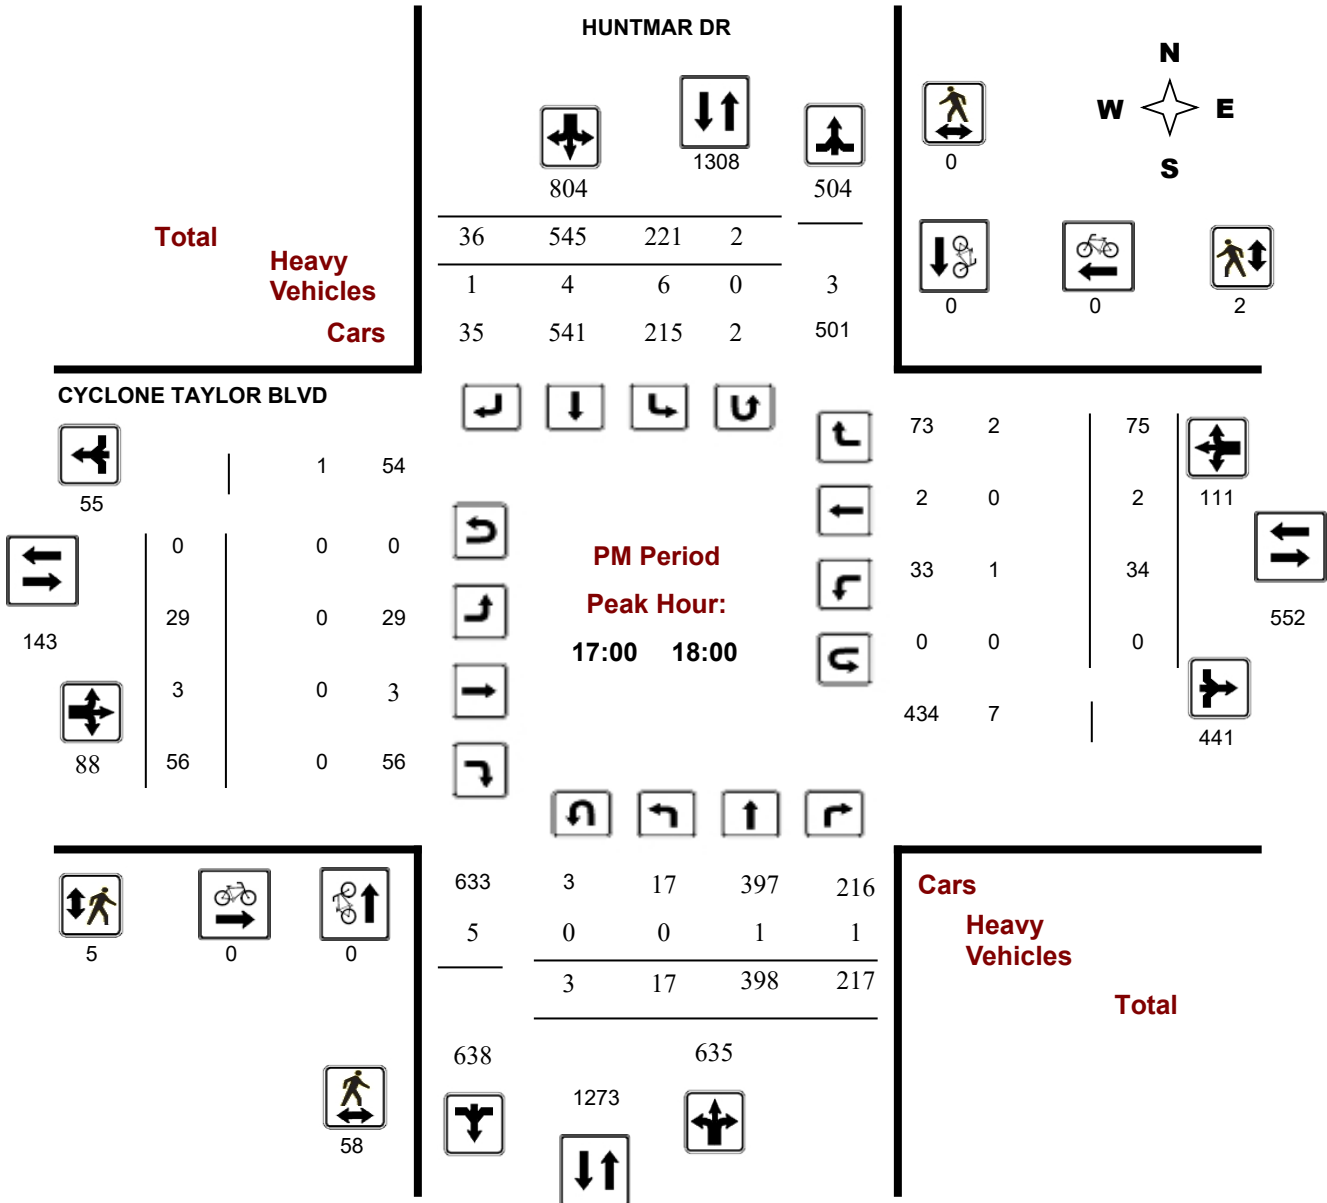 HUNTMAR DR
N
W E
S
0
1308
804 504
Total 36 545 221 2
Heavy
Vehicles 1 4 6 0 3
0 0 2
Cars 35 541 215 2 501
CYCLONE TAYLOR BLVD
73 2 75
1 54
55
2 0 2 111
0 0 0
PM Period
33 1 34
Peak Hour:
29 0 29
552
143
17:00 18:00
0 0 0
3 0 3
434 7
441
88 56 0 56
633 3 17 397 216 Cars
5 0 0 1 1 Heavy
Vehicles
5 0 0
3 17 398 217
Total
638 635
1273
58